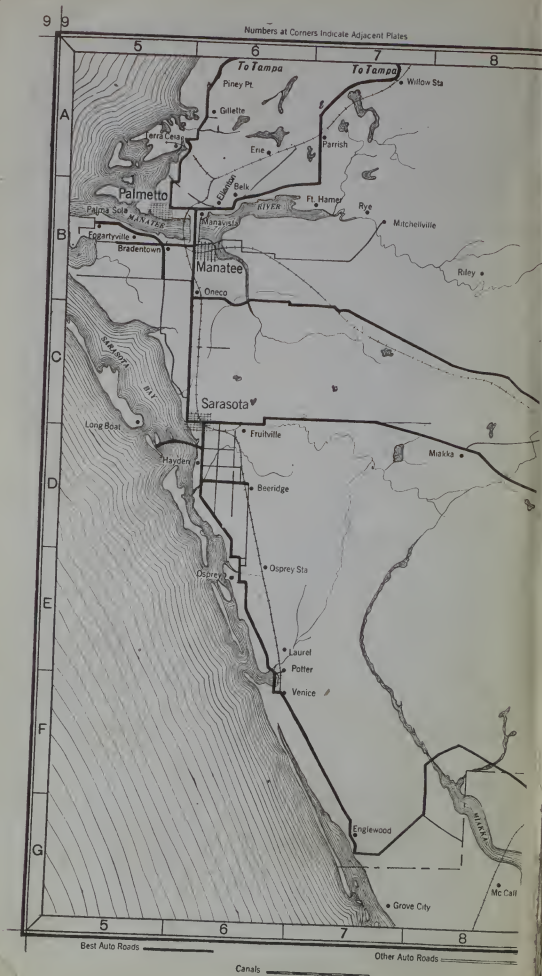 9 9
Numbers at Corners Indicate Adjacent Plates
5 6 7 8
To Tampa To Tampa
Willow Sta
Piney Pt.
A
Gillette
Terra Ceia
Erie
Parrish
Ellenton
Belk
Palmetto
RIVER
Ft. Hamer
Rye
Palma Sola
MANATEE
Manavista
Mitchellville
B
Fogartyville
Bradentown
Manatee
Riley
Oneco
C
SARASOTA BAY
Sarasota
Long Boat
Fruitville
Miakka
Hayden
D
Beeridge
Osprey
Osprey Sta
E
Laurel
Potter
Venice
F
MIAKKA
Englewood
G
Mc Call
Grove City
5 6 7 8
Best Auto Roads
Other Auto Roads
Canals